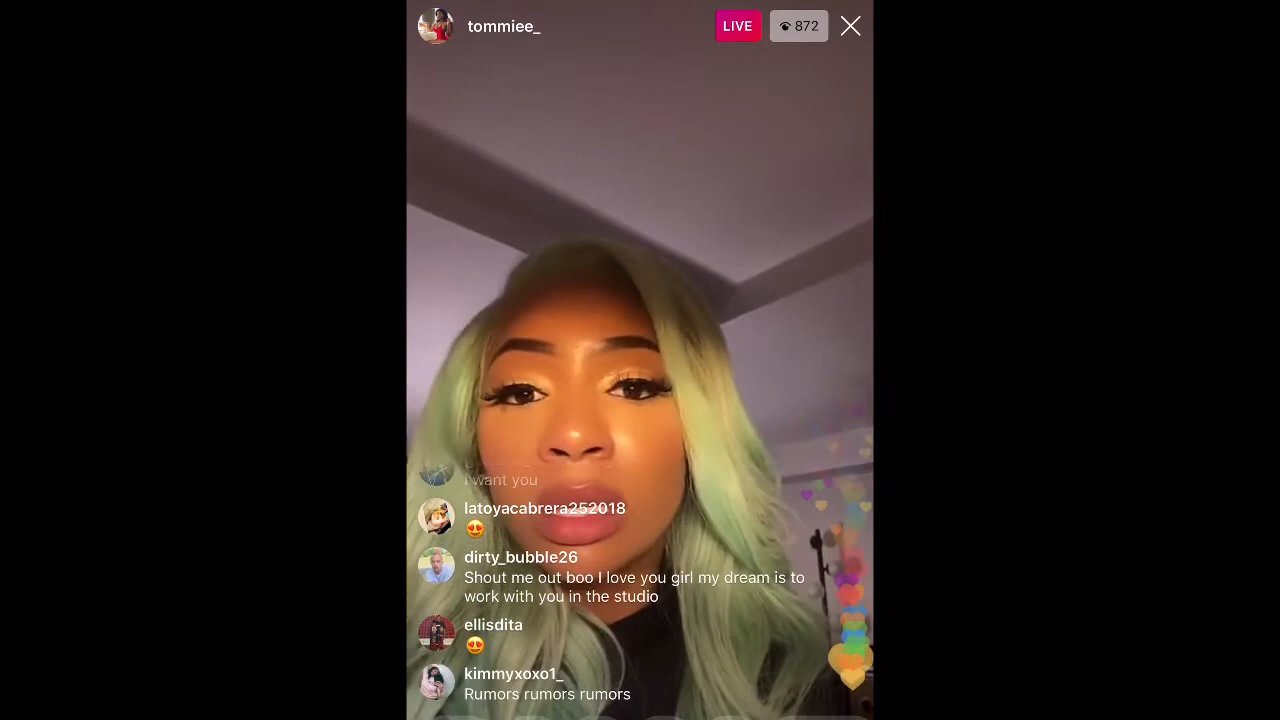 tommiee_
LIVE
872
I want you
latoyacabrera252018
😍
dirty_bubble26
Shout me out boo I love you girl my dream is to
work with you in the studio
ellisdita
😍
kimmyxoxo1_
Rumors rumors rumors